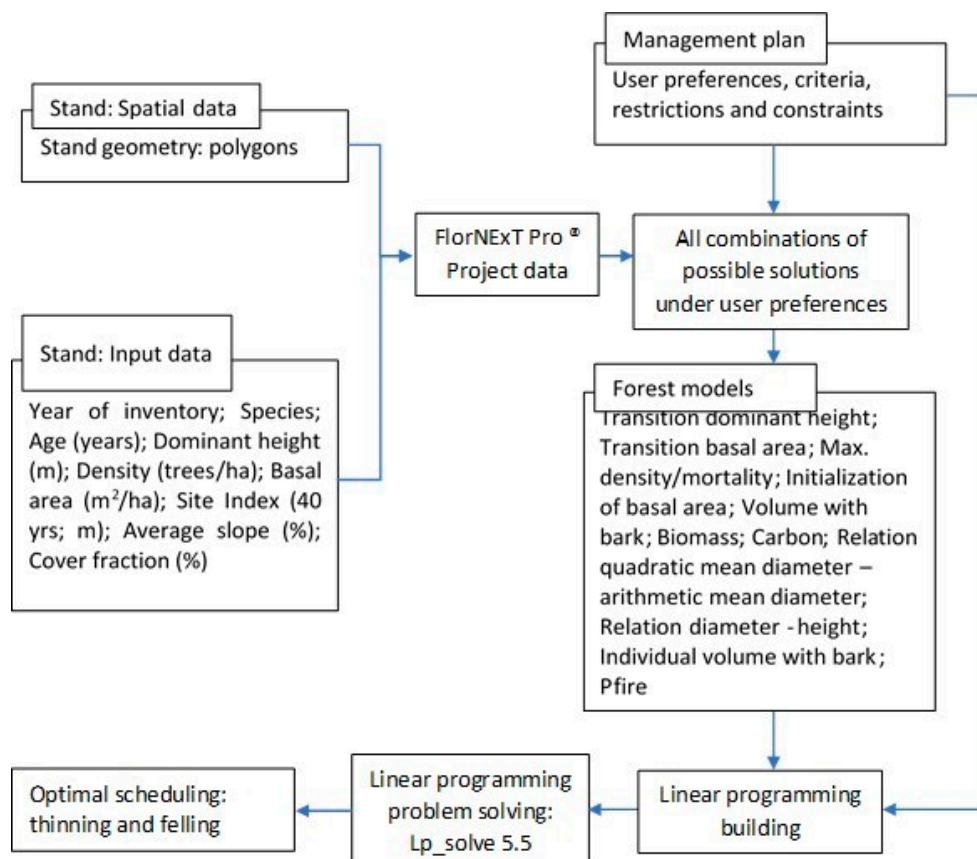 Management plan
User preferences, criteria,
restrictions and constraints
Stand: Spatial data
Stand geometry: polygons
FlorNExT Pro ®
Project data
All combinations of
possible solutions
under user preferences
Stand: Input data
Year of inventory; Species;
Age (years); Dominant height
(m); Density (trees/ha); Basal
area (m²/ha); Site Index (40
yrs; m); Average slope (%);
Cover fraction (%)
Forest models
Transition dominant height;
Transition basal area; Max.
density/mortality; Initialization
of basal area; Volume with
bark; Biomass; Carbon; Relation
quadratic mean diameter –
arithmetic mean diameter;
Relation diameter - height;
Individual volume with bark;
Pfire
Optimal scheduling:
thinning and felling
Linear programming
problem solving:
Lp_solve 5.5
Linear programming
building